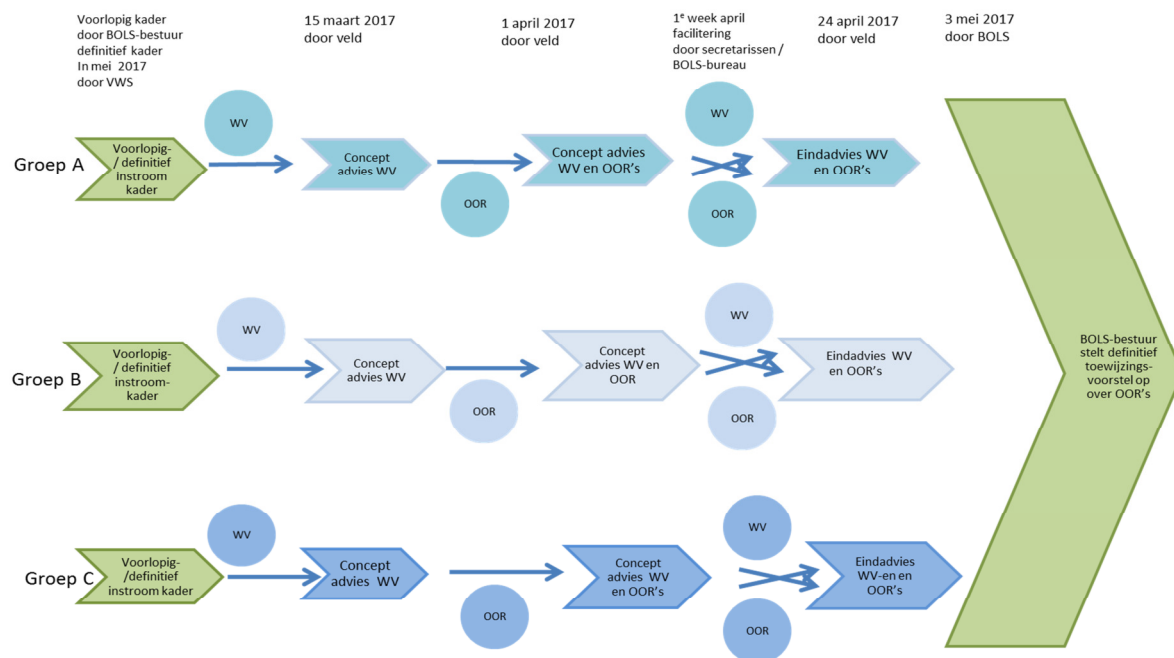 Voorlopig kader
door BOLS-bestuur
definitief kader
In mei 2017
door VWS
15 maart 2017
door veld
1 april 2017
door veld
1e week april
facilitering
door secretarissen /
BOLS-bureau
24 april 2017
door veld
3 mei 2017
door BOLS
Groep A
Voorlopig-
/ definitief
instroom
kader
WV
Concept
advies WV
OOR
Concept advies
WV en OOR's
WV
OOR
Eindadvies WV
en OOR's
Groep B
Voorlopig-
/ definitief
instroom-
kader
WV
Concept
advies WV
OOR
Concept
advies WV en
OOR
WV
OOR
Eindadvies WV
en OOR's
Groep C
Voorlopig-
/definitief
instroom kader
WV
Concept
advies WV
OOR
Concept
advies WV
en OOR's
WV
OOR
Eindadvies
WV-en en
OOR's
BOLS-bestuur
stelt definitief
toewijzings-
voorstel op
over OOR's